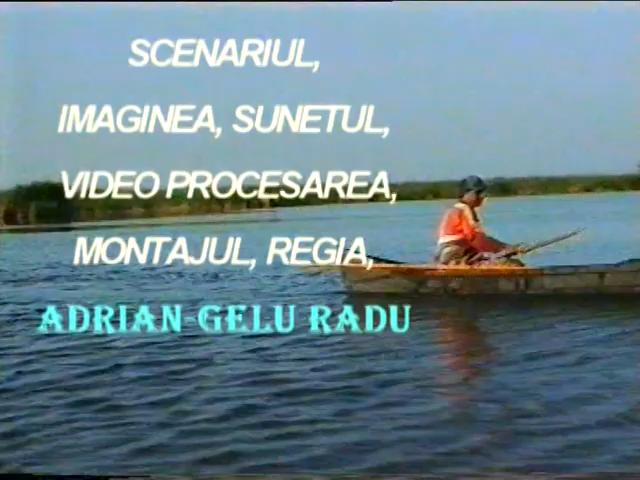 SCENARIUL,
IMAGINEA, SUNETUL,
VIDEO PROCESAREA,
MONTAJUL, REGIA,
ADRIAN-GELU RADU